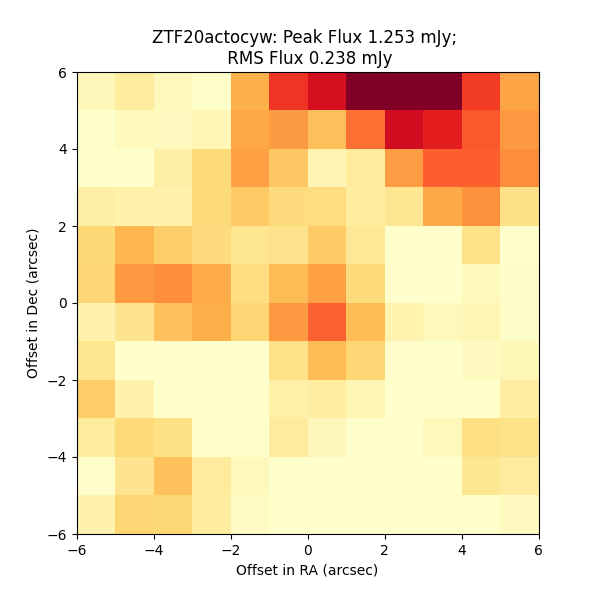 ZTF20actocyw: Peak Flux 1.253 mJy;
RMS Flux 0.238 mJy
6
4
2
0
−2
−4
−6
Offset in Dec (arcsec)
−6 −4 −2 0 2 4 6
Offset in RA (arcsec)